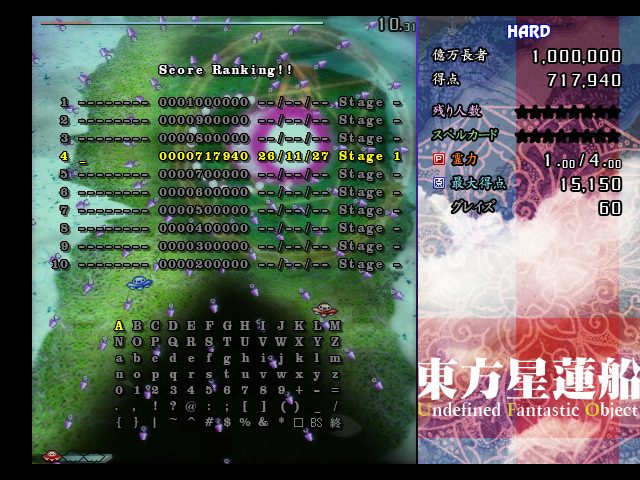 10.31
Score Ranking!!
1 -------- 0001000000 --/--/-- Stage -
2 -------- 0000900000 --/--/-- Stage -
3 -------- 0000800000 --/--/-- Stage -
4 _ 0000717940 26/11/27 Stage 1
5 -------- 0000700000 --/--/-- Stage -
6 -------- 0000600000 --/--/-- Stage -
7 -------- 0000500000 --/--/-- Stage -
8 -------- 0000400000 --/--/-- Stage -
9 -------- 0000300000 --/--/-- Stage -
10 -------- 0000200000 --/--/-- Stage -
A B C D E F G H I J K L M
N O P Q R S T U V W X Y Z
a b c d e f g h i j k l m
n o p q r s t u v w x y z
0 1 2 3 4 5 6 7 8 9 + - =
. , ! ? @ : ; [ ] ( ) _ /
{ } | ~ ^ # $ % & * □ BS 終
HARD
億万長者 1,000,000
得点 717,940
残り人数
スペルカード
P 霊力 1.00/4.00
点 最大得点 15,150
グレイズ 60
東方星蓮船
Undefined Fantastic Object